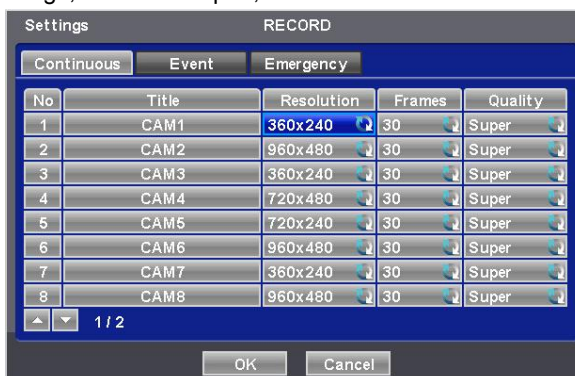 Settings RECORD
Continuous Event Emergency
No Title Resolution Frames Quality
1 CAM1 360x240 30 Super
2 CAM2 960x480 30 Super
3 CAM3 360x240 30 Super
4 CAM4 720x480 30 Super
5 CAM5 720x240 30 Super
6 CAM6 960x480 30 Super
7 CAM7 360x240 30 Super
8 CAM8 960x480 30 Super
1 / 2
OK Cancel